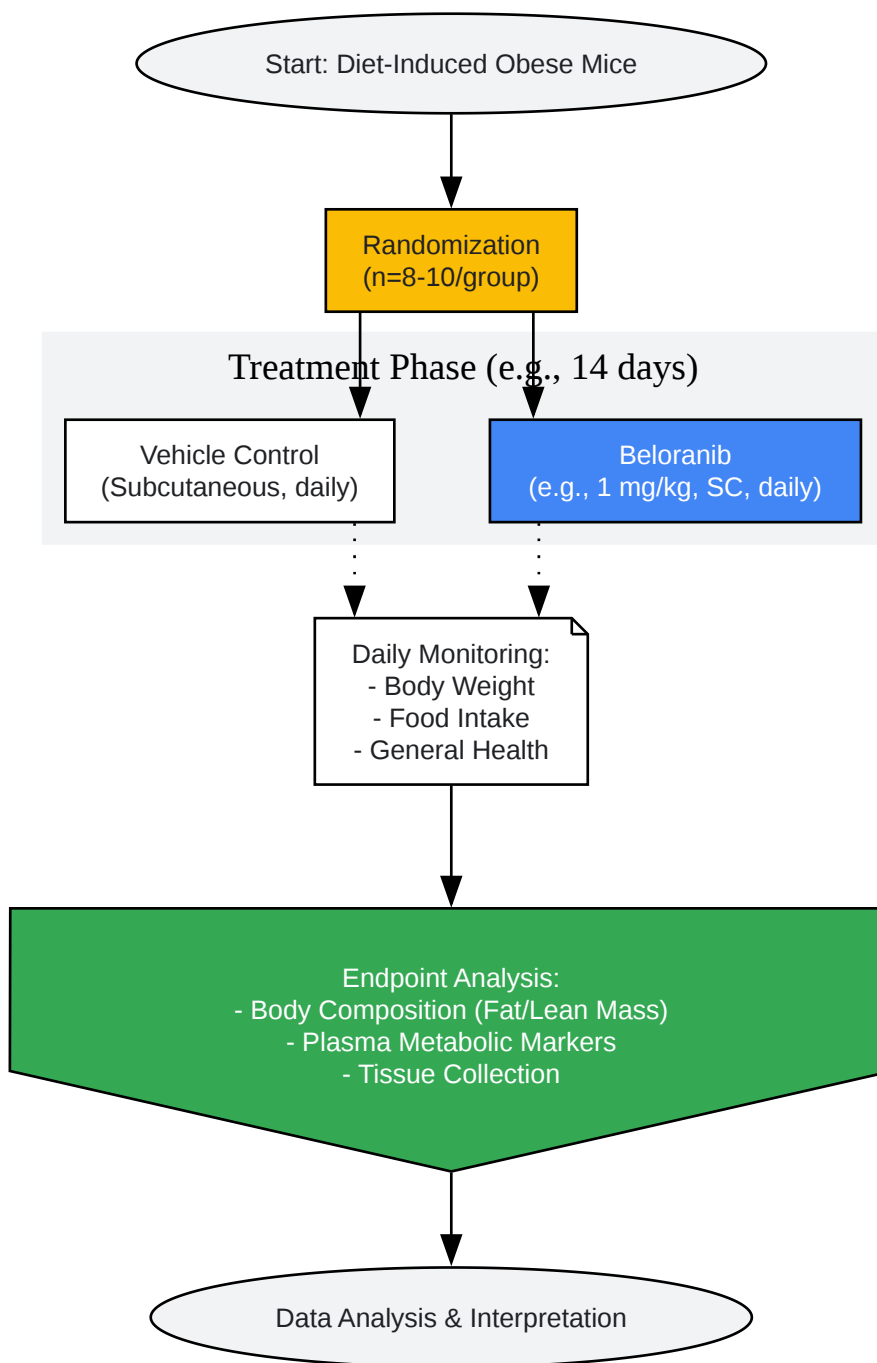 Start: Diet-Induced Obese Mice
Randomization
(n=8-10/group)
Treatment Phase (e.g., 14 days)
Vehicle Control
(Subcutaneous, daily)
Beloranib
(e.g., 1 mg/kg, SC, daily)
Daily Monitoring:
- Body Weight
- Food Intake
- General Health
Endpoint Analysis:
- Body Composition (Fat/Lean Mass)
- Plasma Metabolic Markers
- Tissue Collection
Data Analysis & Interpretation